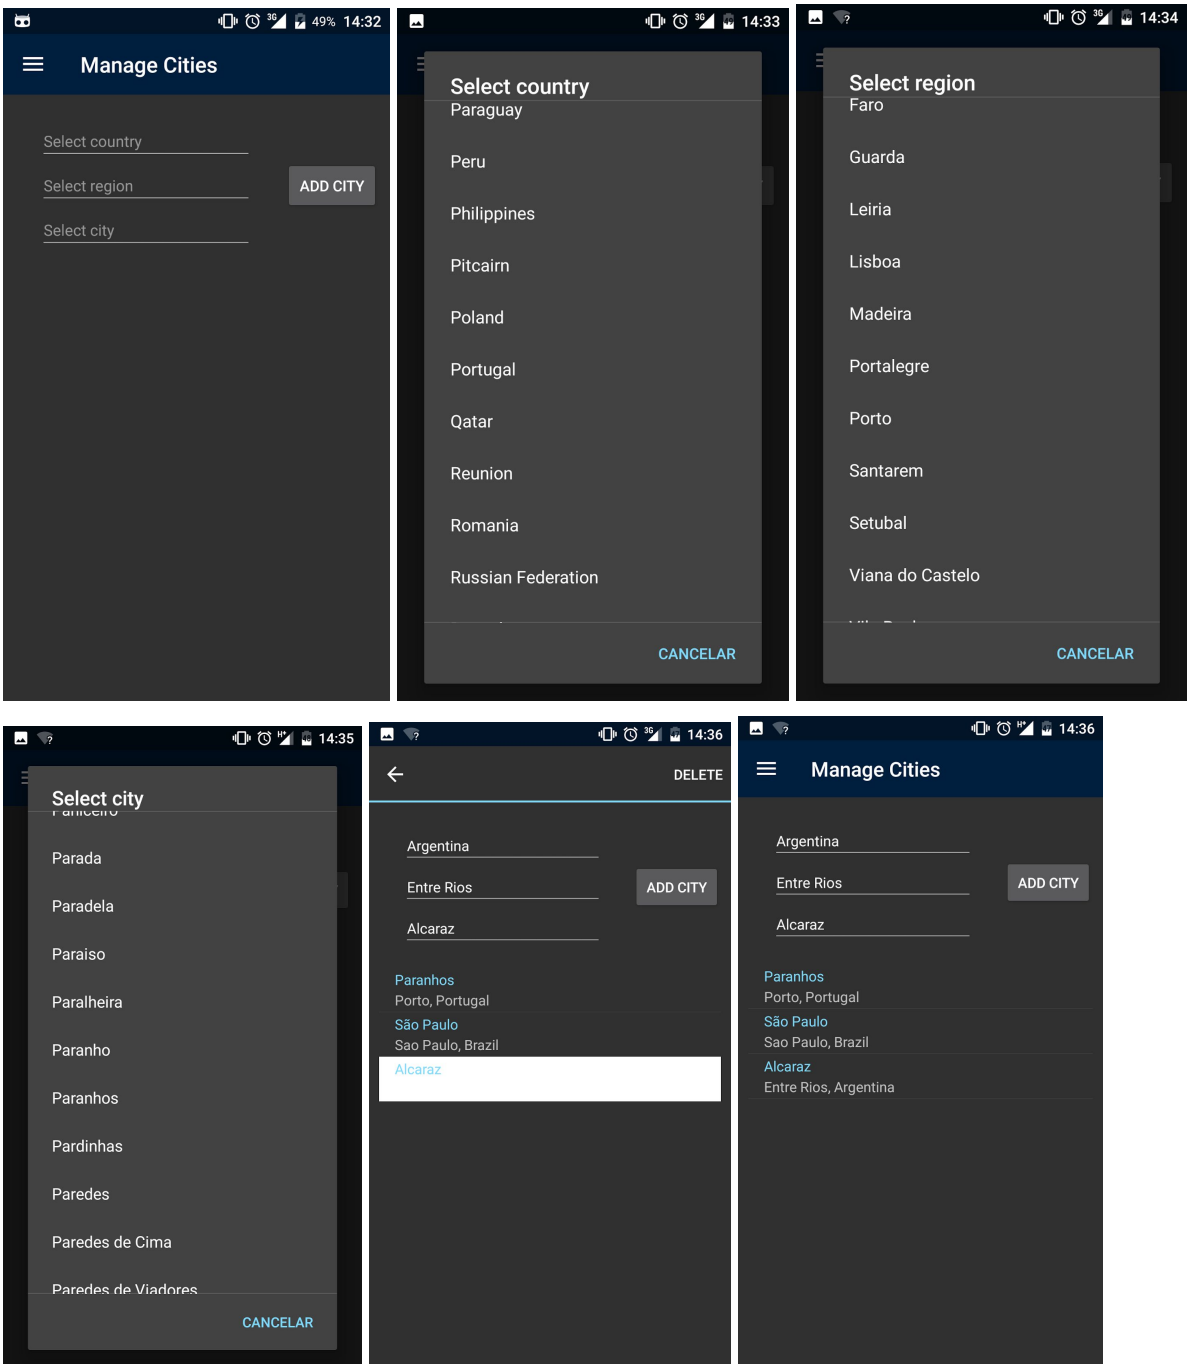 3G 49% 14:32
Manage Cities
Select country
Select region
ADD CITY
Select city
3G 14:33
Select country
Paraguay
Peru
Philippines
Pitcairn
Poland
Portugal
Qatar
Reunion
Romania
Russian Federation
CANCELAR
? 3G 14:34
Select region
Faro
Guarda
Leiria
Lisboa
Madeira
Portalegre
Porto
Santarem
Setubal
Viana do Castelo
CANCELAR
? H+ 14:35
Select city
Paniceiro
Parada
Paradela
Paraiso
Paralheira
Paranho
Paranhos
Pardinhas
Paredes
Paredes de Cima
Paredes de Viadores
CANCELAR
? 3G 14:36
DELETE
Argentina
Entre Rios
ADD CITY
Alcaraz
Paranhos
Porto, Portugal
São Paulo
Sao Paulo, Brazil
Alcaraz
? H+ 14:36
Manage Cities
Argentina
Entre Rios
ADD CITY
Alcaraz
Paranhos
Porto, Portugal
São Paulo
Sao Paulo, Brazil
Alcaraz
Entre Rios, Argentina